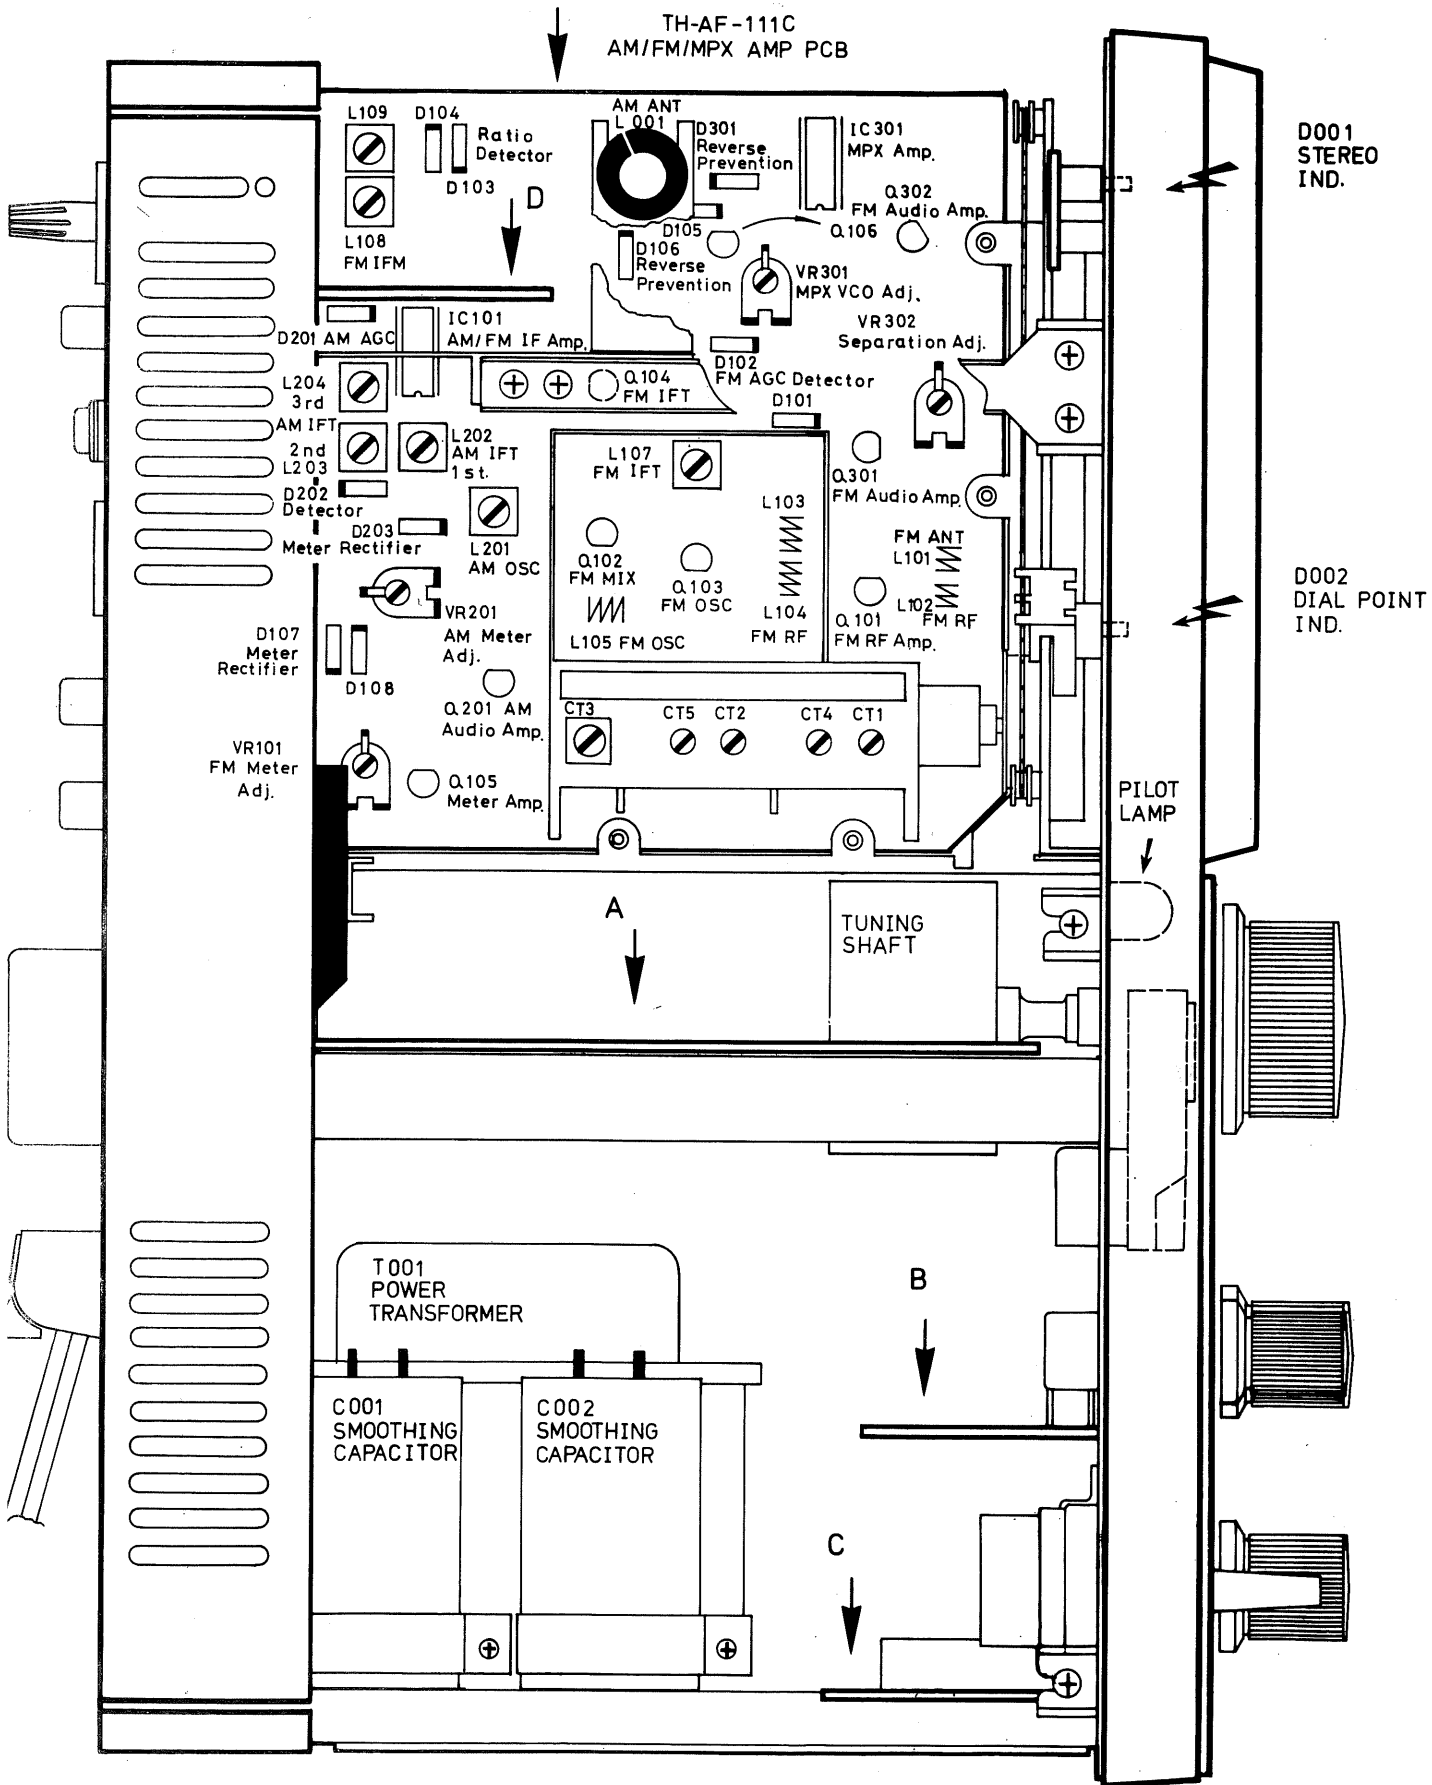 TH-AF-111C
AM/FM/MPX AMP PCB
L109
D104
Ratio
Detector
D103
AM ANT
L 001
D301
Reverse
Prevention
IC301
MPX Amp.
D001
STEREO
IND.
D
Q302
FM Audio Amp.
L108
FM IFM
D105
Q106
D106
Reverse
Prevention
VR301
MPX VCO Adj.
IC101
AM/FM IF Amp.
D201 AM AGC
VR302
Separation Adj.
D102
FM AGC Detector
L204
3rd
AM IFT
2nd
L203
Q104
FM IFT
D101
L202
AM IFT
1st.
L107
FM IFT
Q301
FM Audio Amp.
D202
Detector
L103
D203
Meter Rectifier
L201
AM OSC
Q102
FM MIX
Q103
FM OSC
FM ANT
L101
D002
DIAL POINT
IND.
L102
FM RF
VR201
AM Meter
Adj.
L105 FM OSC
L104
FM RF
Q101
FM RF Amp.
D107
Meter
Rectifier
D108
Q201 AM
Audio Amp.
CT3
CT5
CT2
CT4
CT1
VR101
FM Meter
Adj.
Q105
Meter Amp.
PILOT
LAMP
A
TUNING
SHAFT
T001
POWER
TRANSFORMER
B
C001
SMOOTHING
CAPACITOR
C002
SMOOTHING
CAPACITOR
C